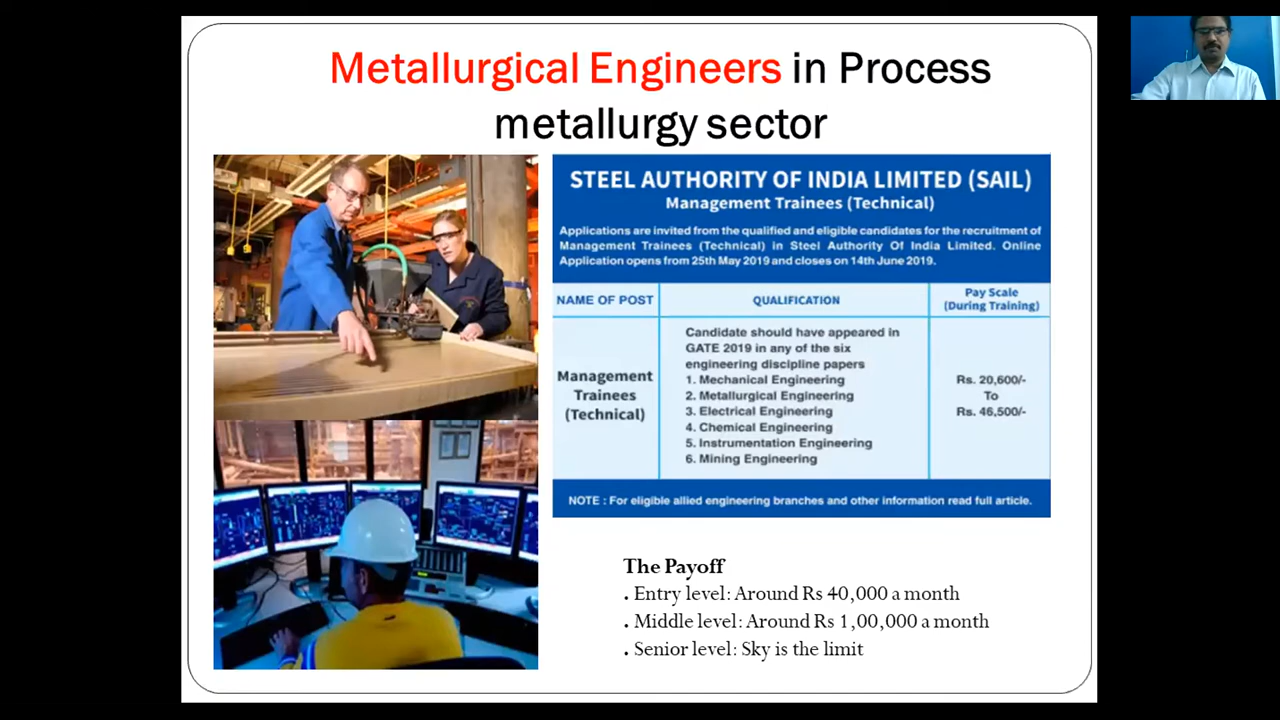 Metallurgical Engineers in Process
metallurgy sector
STEEL AUTHORITY OF INDIA LIMITED (SAIL)
Management Trainees (Technical)
Applications are invited from the qualified and eligible candidates for the recruitment of
Management Trainees (Technical) in Steel Authority Of India Limited. Online
Application opens from 25th May 2019 and closes on 14th June 2019.
NAME OF POST
QUALIFICATION
Pay Scale
(During Training)
Management
Trainees
(Technical)
Candidate should have appeared in
GATE 2019 in any of the six
engineering discipline papers
1. Mechanical Engineering
2. Metallurgical Engineering
3. Electrical Engineering
4. Chemical Engineering
5. Instrumentation Engineering
6. Mining Engineering
Rs. 20,600/-
To
Rs. 46,500/-
NOTE : For eligible allied engineering branches and other information read full article.
The Payoff
. Entry level: Around Rs 40,000 a month
. Middle level: Around Rs 1,00,000 a month
. Senior level: Sky is the limit